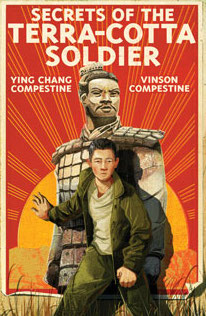 SECRETS OF THE
TERRA-COTTA
SOLDIER
YING CHANG
COMPESTINE
VINSON
COMPESTINE